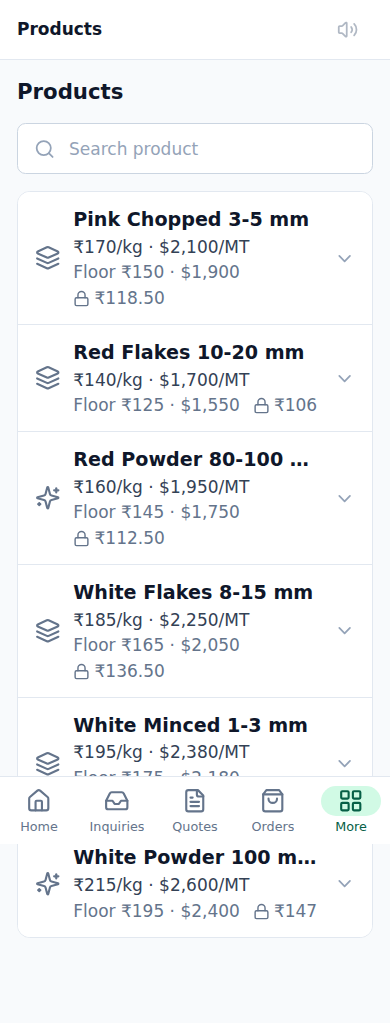 Products
Products
Search product
Pink Chopped 3-5 mm
₹170/kg · $2,100/MT
Floor ₹150 · $1,900
₹118.50
Red Flakes 10-20 mm
₹140/kg · $1,700/MT
Floor ₹125 · $1,550 ₹106
Red Powder 80-100 ...
₹160/kg · $1,950/MT
Floor ₹145 · $1,750
₹112.50
White Flakes 8-15 mm
₹185/kg · $2,250/MT
Floor ₹165 · $2,050
₹136.50
White Minced 1-3 mm
₹195/kg · $2,380/MT
Floor ₹175 · $2,180
Home Inquiries Quotes Orders More
White Powder 100 m...
₹215/kg · $2,600/MT
Floor ₹195 · $2,400 ₹147